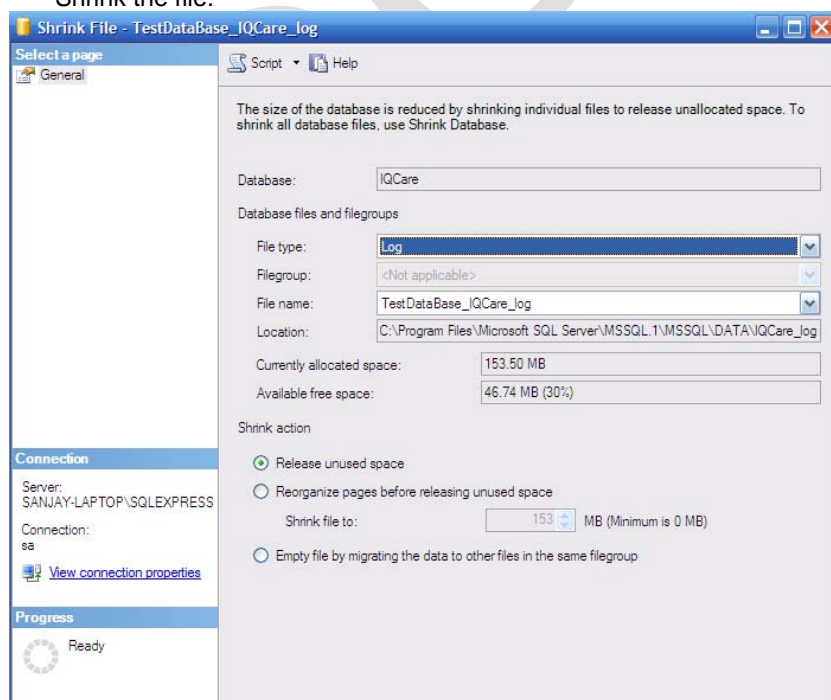 Shrink the file.
Shrink File - TestDataBase_IQCare_log
Select a page
General
Script Help
The size of the database is reduced by shrinking individual files to release unallocated space. To
shrink all database files, use Shrink Database.
Database: IQCare
Database files and filegroups
File type: Log
Filegroup: <Not applicable>
File name: TestDataBase_IQCare_log
Location: C:\Program Files\Microsoft SQL Server\MSSQL.1\MSSQL\DATA\IQCare_log
Currently allocated space: 153.50 MB
Available free space: 46.74 MB (30%)
Shrink action
Release unused space
Reorganize pages before releasing unused space
Shrink file to: 153 MB (Minimum is 0 MB)
Empty file by migrating the data to other files in the same filegroup
Connection
Server:
SANJAY-LAPTOP\SQLEXPRESS
Connection:
sa
View connection properties
Progress
Ready